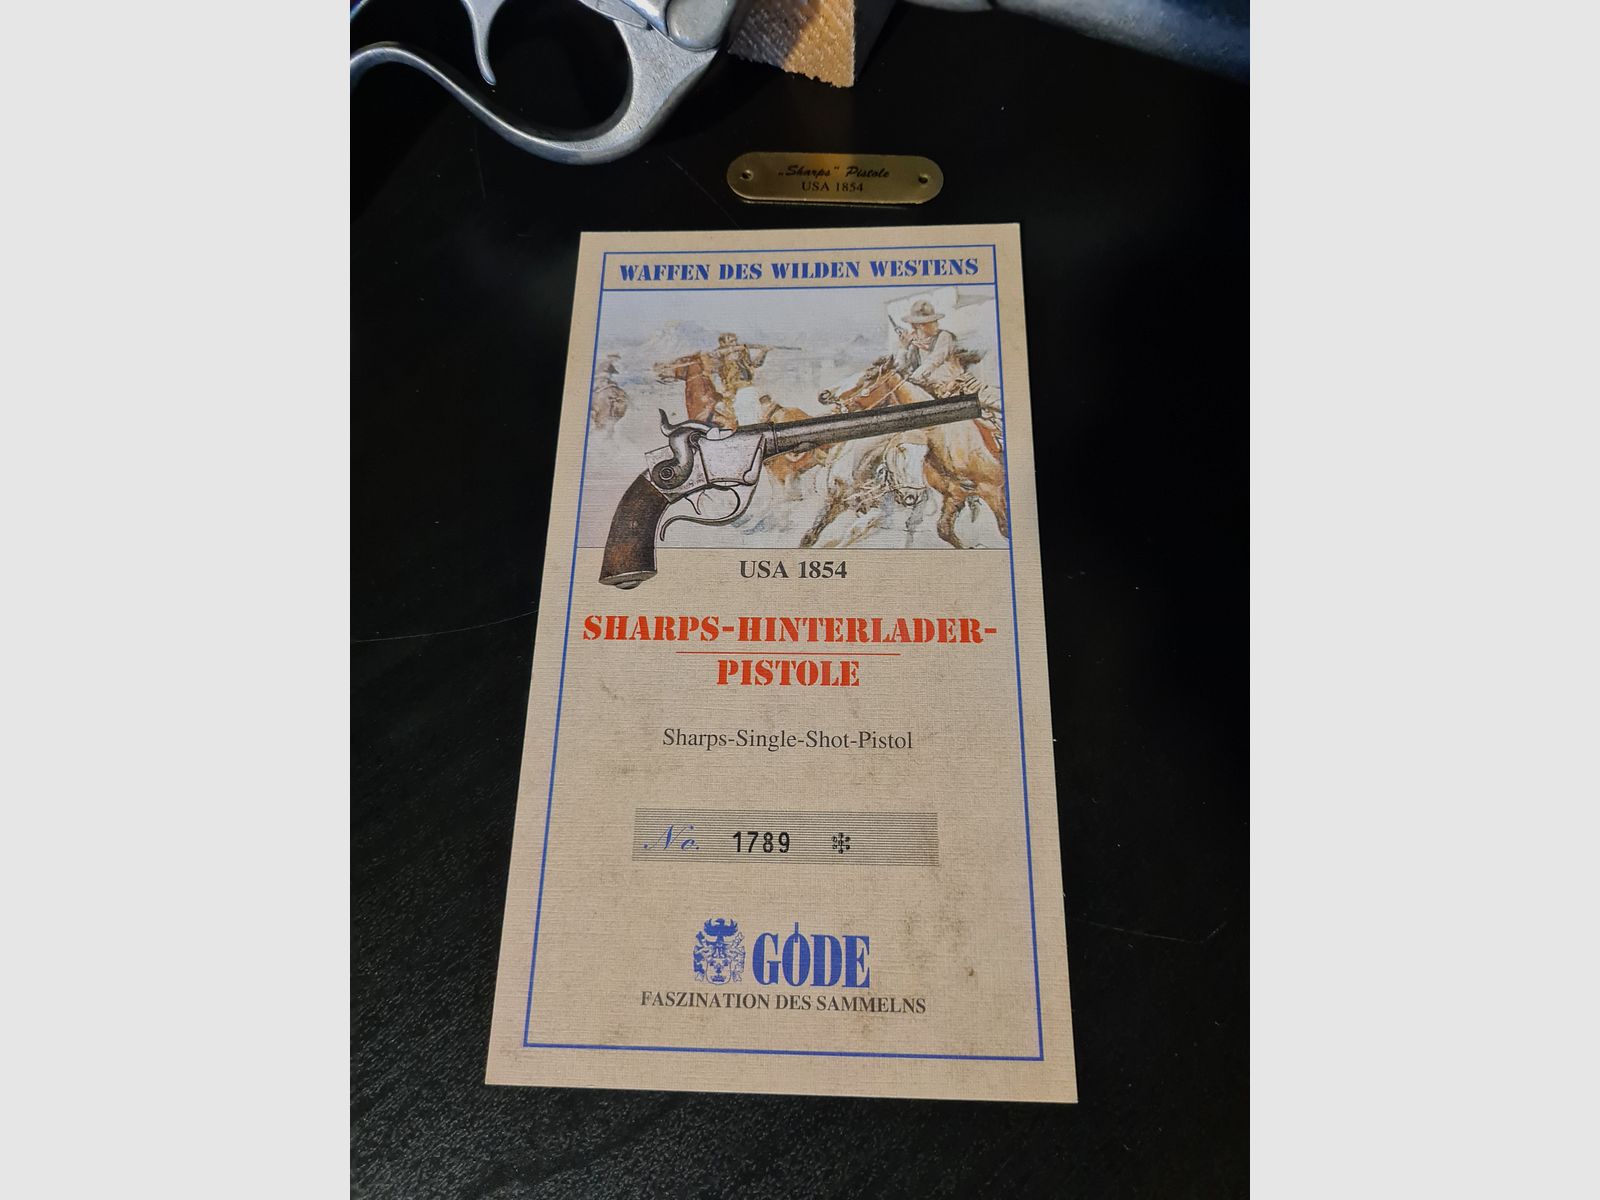 „Sharps" Pistole
USA 1854
WAFFEN DES WILDEN WESTENS
USA 1854
SHARPS-HINTERLADER-
PISTOLE
Sharps-Single-Shot-Pistol
No. 1789 ✻
GÖDE
FASZINATION DES SAMMELNS